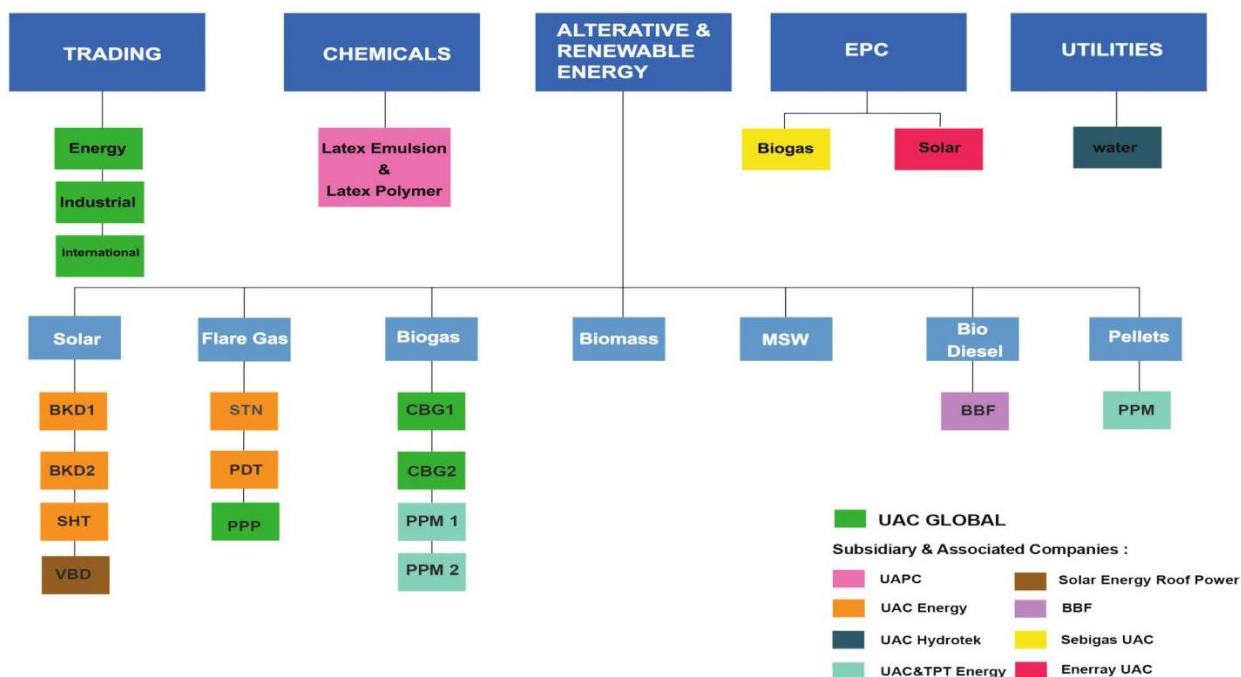 TRADING
CHEMICALS
ALTERATIVE &
RENEWABLE
ENERGY
EPC
UTILITIES
Energy
Industrial
International
Latex Emulsion
&
Latex Polymer
Biogas
Solar
water
Solar
Flare Gas
Biogas
Biomass
MSW
Bio
Diesel
Pellets
BKD1
STN
CBG1
BBF
PPM
BKD2
PDT
CBG2
SHT
PPP
PPM 1
VBD
PPM 2
UAC GLOBAL
Subsidiary & Associated Companies :
UAPC
Solar Energy Roof Power
UAC Energy
BBF
UAC Hydrotek
Sebigas UAC
UAC&TPT Energy
Enerray UAC